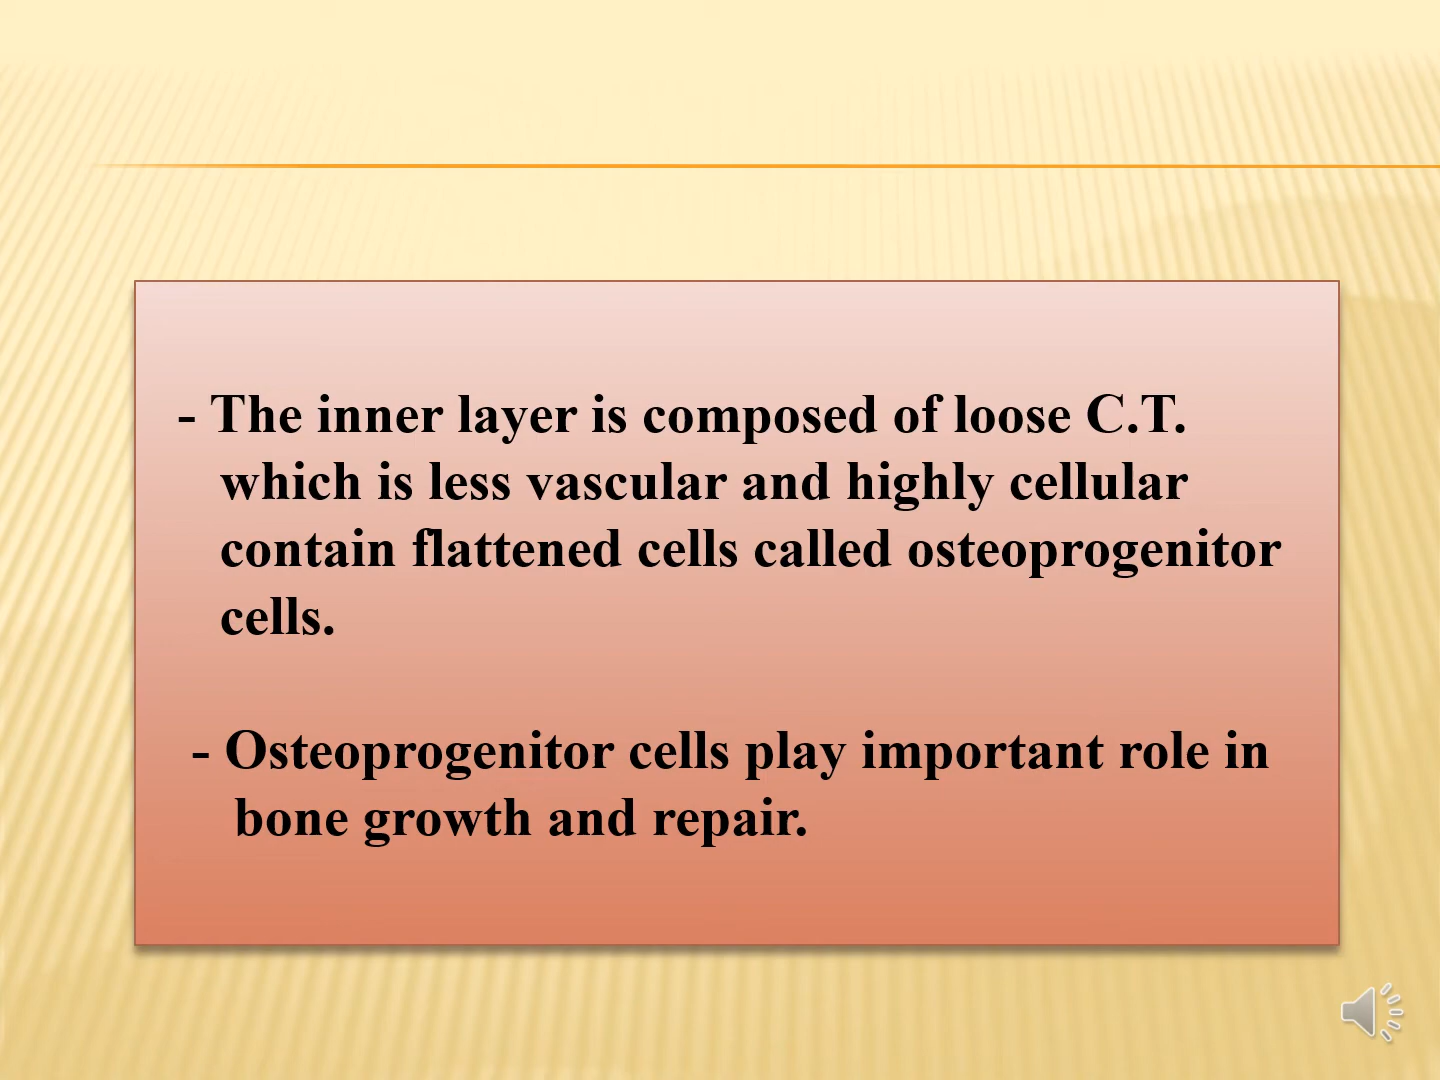 - The inner layer is composed of loose C.T.
which is less vascular and highly cellular
contain flattened cells called osteoprogenitor
cells.
- Osteoprogenitor cells play important role in
bone growth and repair.